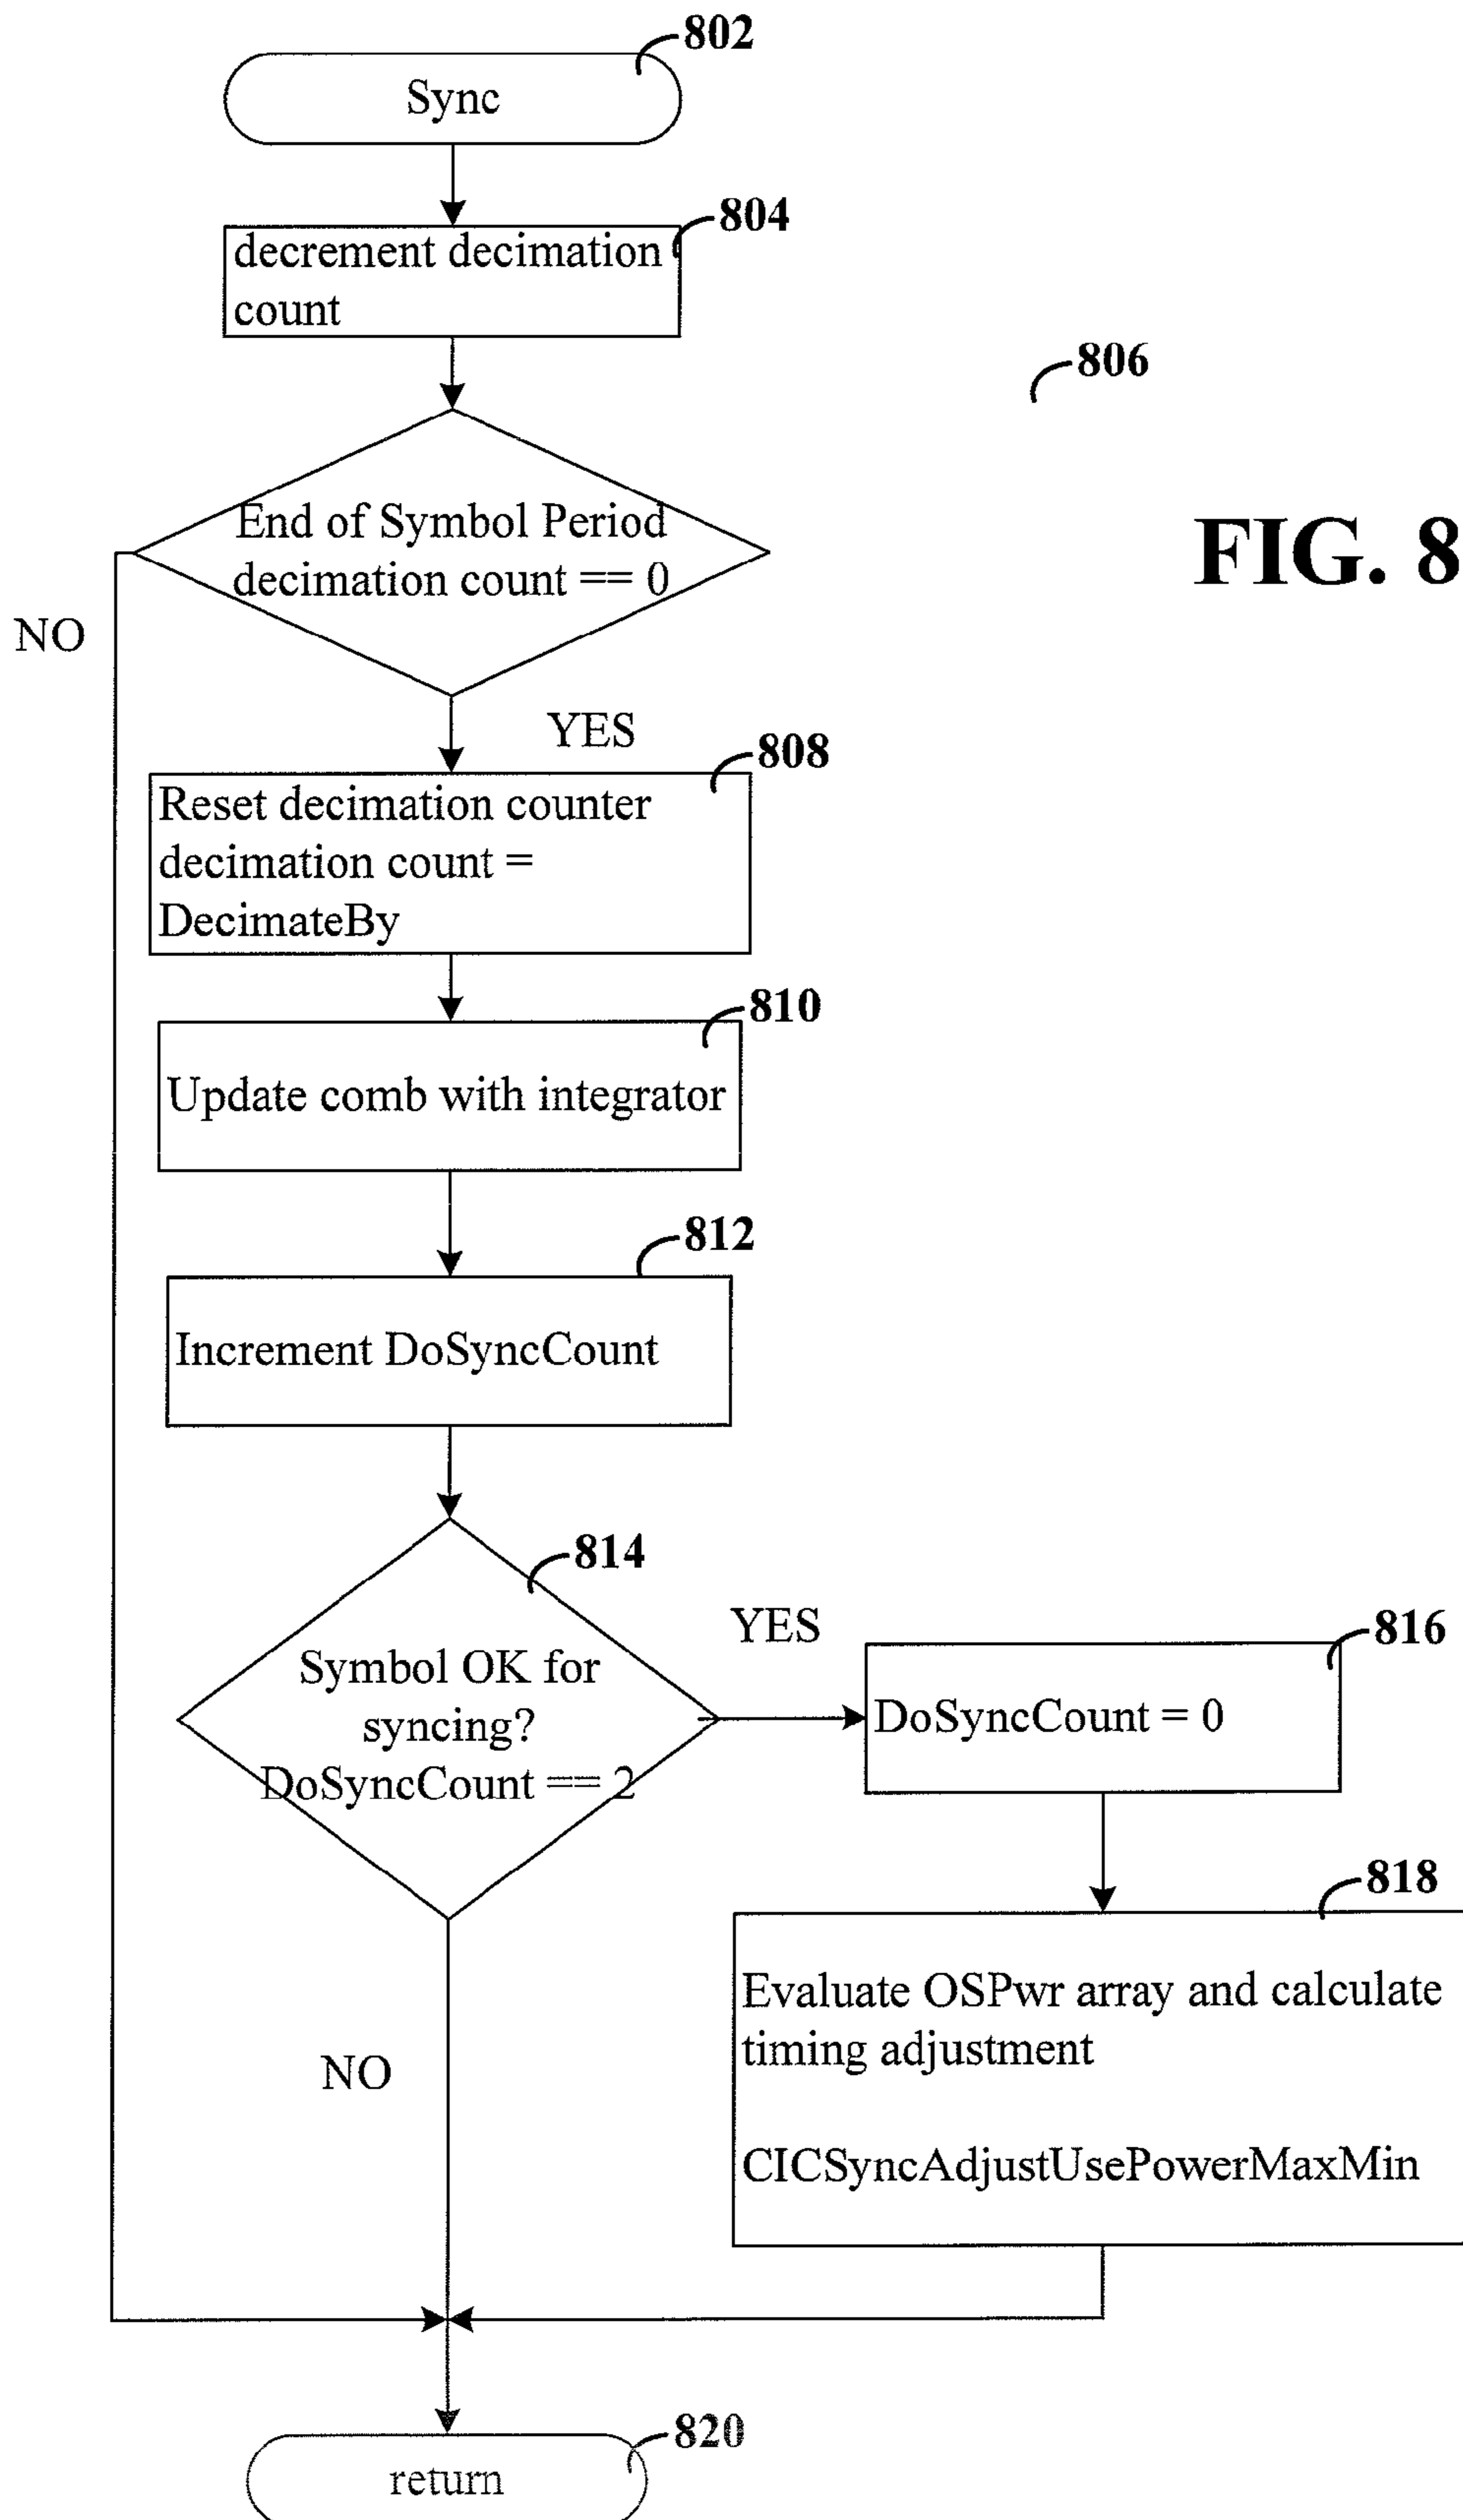 802
Sync
804
decrement decimation
count
806
End of Symbol Period
decimation count == 0
FIG. 8
NO
YES
808
Reset decimation counter
decimation count =
DecimateBy
810
Update comb with integrator
812
Increment DoSyncCount
814
Symbol OK for
syncing?
DoSyncCount == 2
YES
816
DoSyncCount = 0
818
Evaluate OSPwr array and calculate
timing adjustment
CICSyncAdjustUsePowerMaxMin
NO
820
return